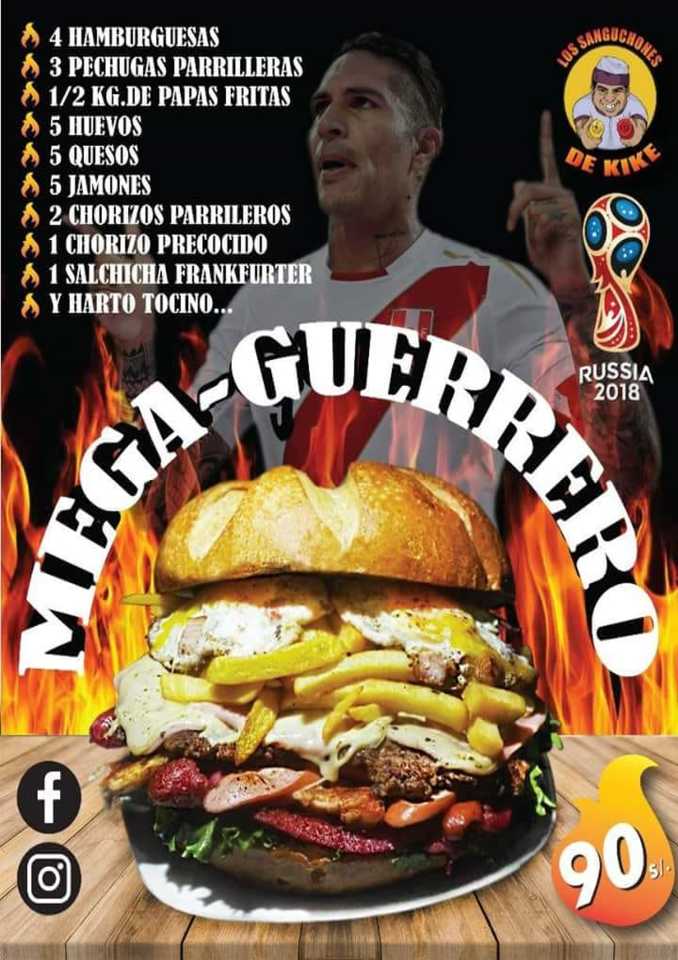 4 HAMBURGUESAS
3 PECHUGAS PARRILLERAS
1/2 KG.DE PAPAS FRITAS
5 HUEVOS
5 QUESOS
5 JAMONES
2 CHORIZOS PARRILEROS
1 CHORIZO PRECOCIDO
1 SALCHICHA FRANKFURTER
Y HARTO TOCINO...
LOS SANGUCHONES
DE KIKE
RUSSIA
2018
MEGA-GUERRERO
90 s/.